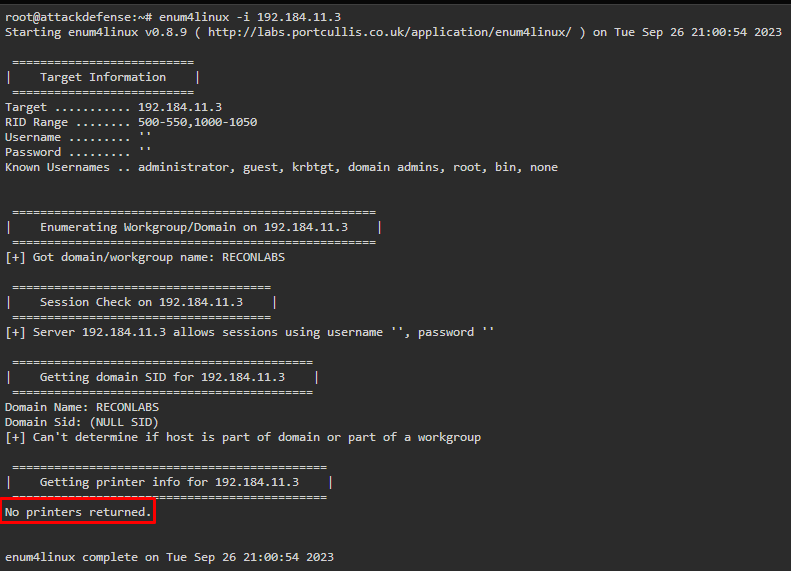 root@attackdefense:~# enum4linux -i 192.184.11.3
Starting enum4linux v0.8.9 ( http://labs.portcullis.co.uk/application/enum4linux/ ) on Tue Sep 26 21:00:54 2023
==========================
|    Target Information    |
==========================
Target ........... 192.184.11.3
RID Range ........ 500-550,1000-1050
Username ......... ''
Password ......... ''
Known Usernames .. administrator, guest, krbtgt, domain admins, root, bin, none
====================================================
|    Enumerating Workgroup/Domain on 192.184.11.3    |
====================================================
[+] Got domain/workgroup name: RECONLABS
=====================================
|    Session Check on 192.184.11.3    |
=====================================
[+] Server 192.184.11.3 allows sessions using username '', password ''
===========================================
|    Getting domain SID for 192.184.11.3    |
===========================================
Domain Name: RECONLABS
Domain Sid: (NULL SID)
[+] Can't determine if host is part of domain or part of a workgroup
=============================================
|    Getting printer info for 192.184.11.3    |
=============================================
No printers returned.
enum4linux complete on Tue Sep 26 21:00:54 2023